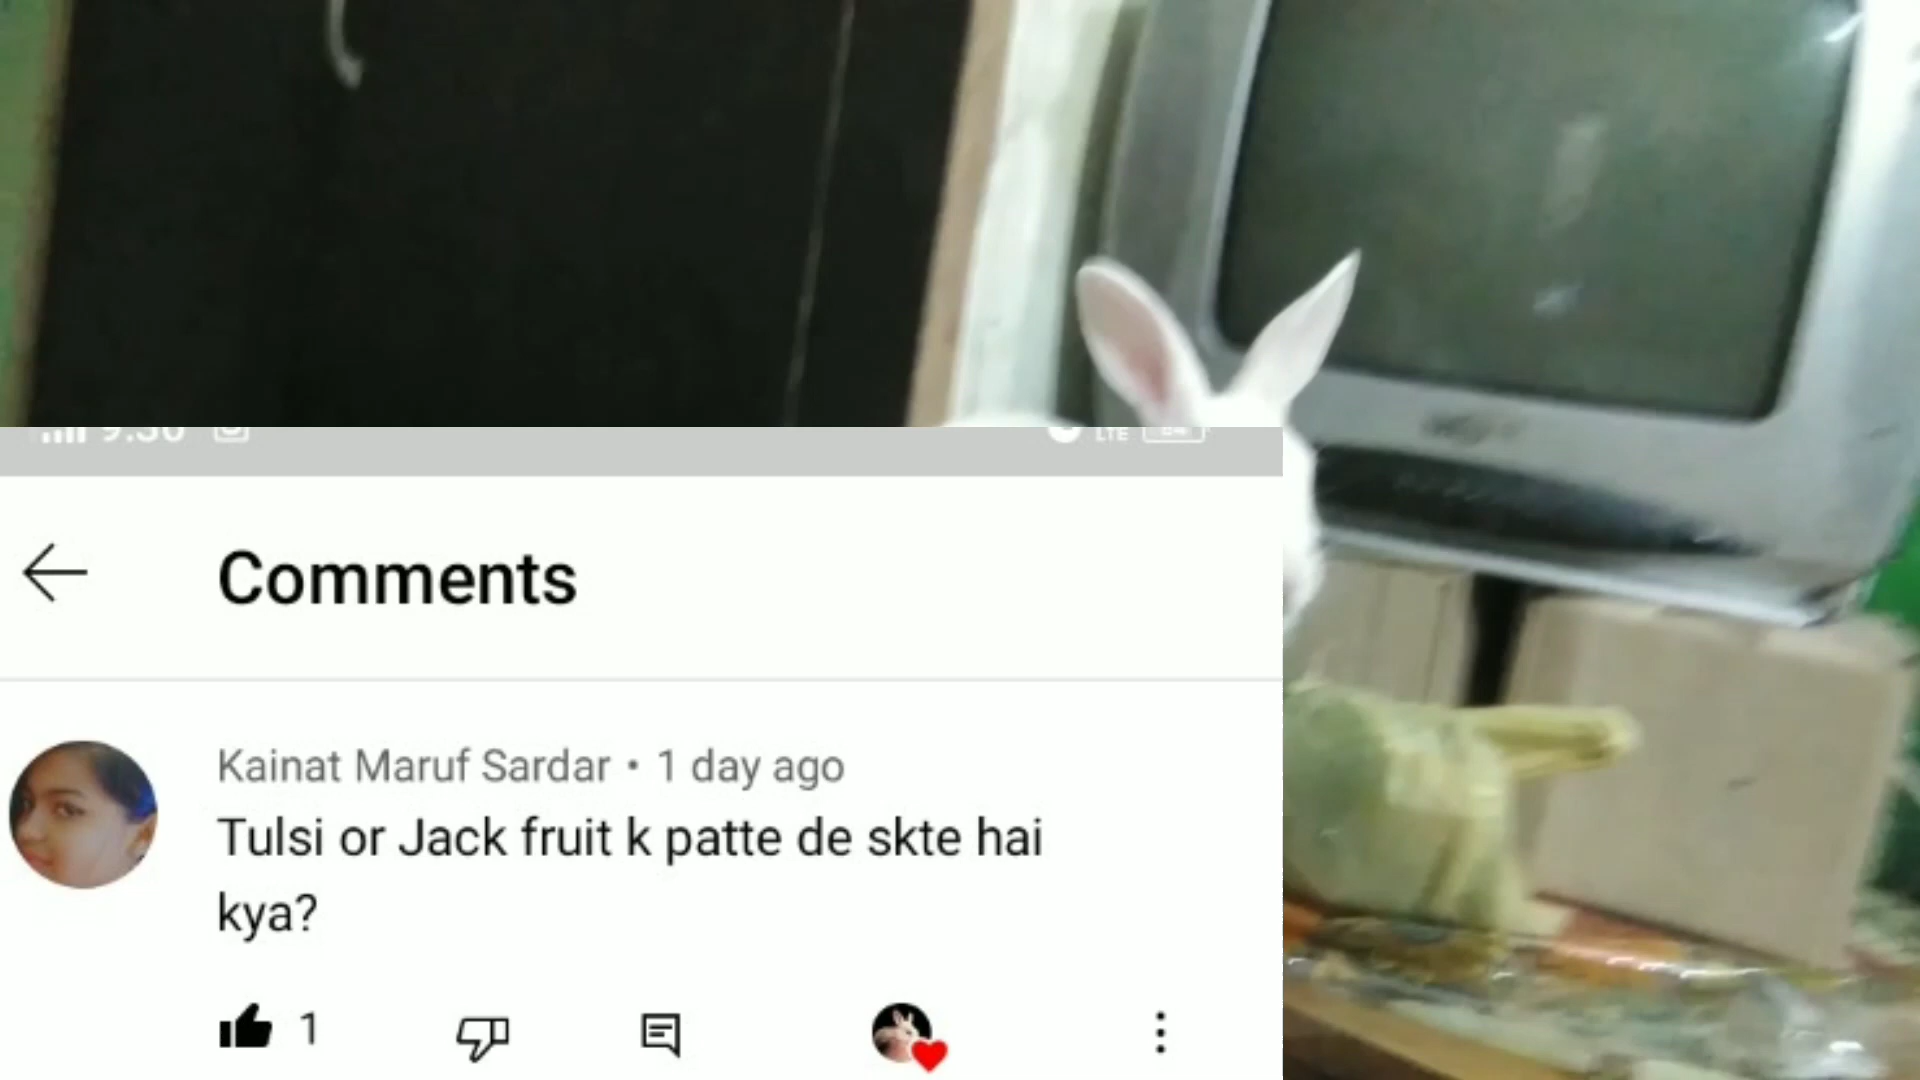 Comments
Kainat Maruf Sardar • 1 day ago
Tulsi or Jack fruit k patte de skte hai
kya?
1